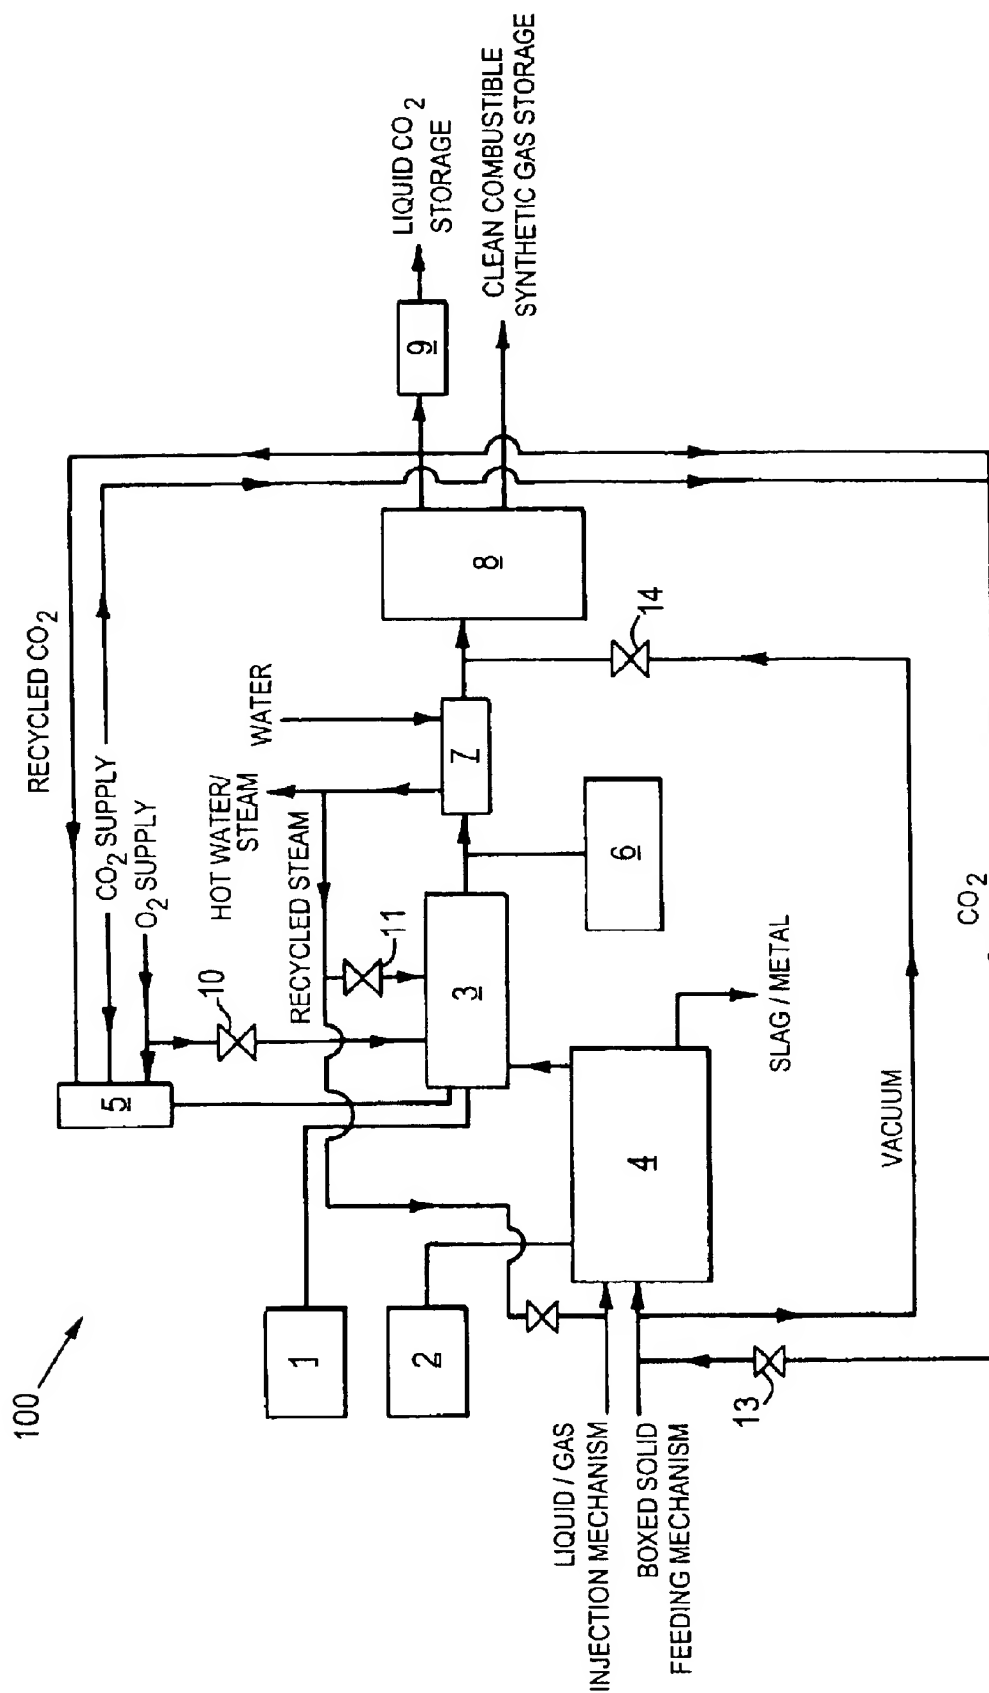 100
RECYCLED CO2
CO2 SUPPLY
O2 SUPPLY
HOT WATER/
STEAM
WATER
RECYCLED STEAM
LIQUID CO2
STORAGE
CLEAN COMBUSTIBLE
SYNTHETIC GAS STORAGE
5
10
11
1
3
7
8
9
14
2
4
6
SLAG / METAL
LIQUID / GAS
INJECTION MECHANISM
BOXED SOLID
FEEDING MECHANISM
13
VACUUM
CO2